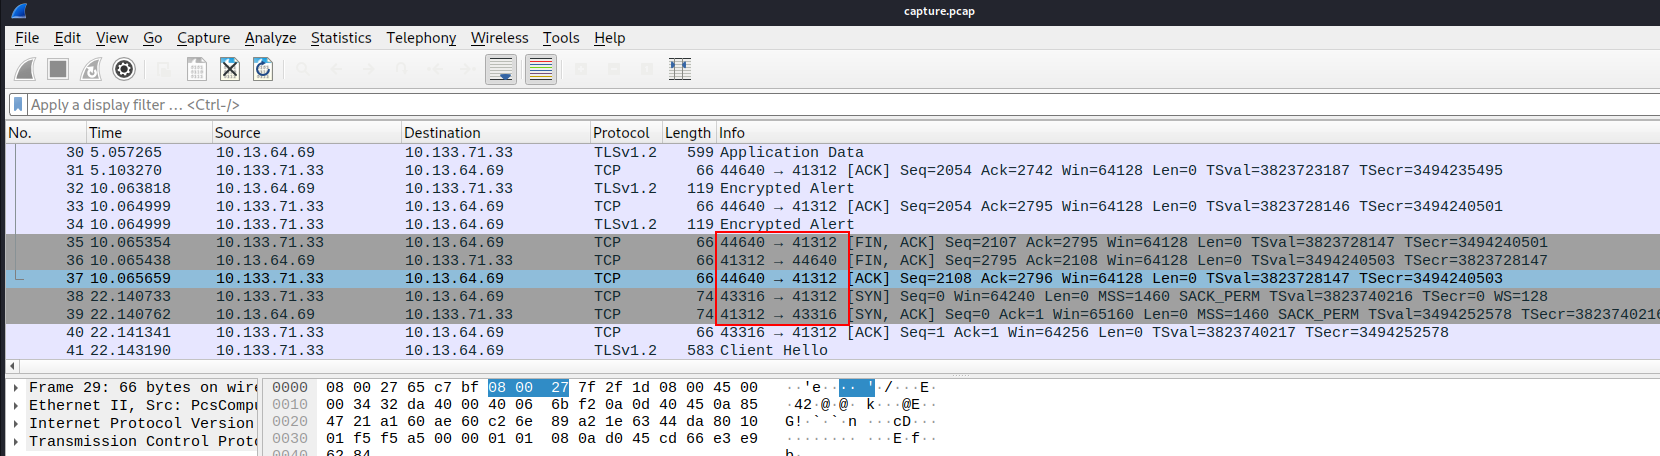 capture.pcap
File Edit View Go Capture Analyze Statistics Telephony Wireless Tools Help
Apply a display filter … <Ctrl-/>
No. Time Source Destination Protocol Length Info
30 5.057265 10.13.64.69 10.133.71.33 TLSv1.2 599 Application Data
31 5.103270 10.133.71.33 10.13.64.69 TCP 66 44640 → 41312 [ACK] Seq=2054 Ack=2742 Win=64128 Len=0 TSval=3823723187 TSecr=3494235495
32 10.063818 10.13.64.69 10.133.71.33 TLSv1.2 119 Encrypted Alert
33 10.064999 10.133.71.33 10.13.64.69 TCP 66 44640 → 41312 [ACK] Seq=2054 Ack=2795 Win=64128 Len=0 TSval=3823728146 TSecr=3494240501
34 10.064999 10.133.71.33 10.13.64.69 TLSv1.2 119 Encrypted Alert
35 10.065354 10.133.71.33 10.13.64.69 TCP 66 44640 → 41312 [FIN, ACK] Seq=2107 Ack=2795 Win=64128 Len=0 TSval=3823728147 TSecr=3494240501
36 10.065438 10.13.64.69 10.133.71.33 TCP 66 41312 → 44640 [FIN, ACK] Seq=2795 Ack=2108 Win=64128 Len=0 TSval=3494240503 TSecr=3823728147
37 10.065659 10.133.71.33 10.13.64.69 TCP 66 44640 → 41312 [ACK] Seq=2108 Ack=2796 Win=64128 Len=0 TSval=3823728147 TSecr=3494240503
38 22.140733 10.133.71.33 10.13.64.69 TCP 74 43316 → 41312 [SYN] Seq=0 Win=64240 Len=0 MSS=1460 SACK_PERM TSval=3823740216 TSecr=0 WS=128
39 22.140762 10.13.64.69 10.133.71.33 TCP 74 41312 → 43316 [SYN, ACK] Seq=0 Ack=1 Win=65160 Len=0 MSS=1460 SACK_PERM TSval=3494252578 TSecr=3823740216
40 22.141341 10.133.71.33 10.13.64.69 TCP 66 43316 → 41312 [ACK] Seq=1 Ack=1 Win=64256 Len=0 TSval=3823740217 TSecr=3494252578
41 22.143190 10.133.71.33 10.13.64.69 TLSv1.2 583 Client Hello
Frame 29: 66 bytes on wire
Ethernet II, Src: PcsCompu
Internet Protocol Version
Transmission Control Proto
0000 08 00 27 65 c7 bf 08 00 27 7f 2f 1d 08 00 45 00 ··'e····'·/···E·
0010 00 34 32 da 40 00 40 06 6b f2 0a 0d 40 45 0a 85 ·42·@·@·k···@E··
0020 47 21 a1 60 ae 60 c2 6e 89 a2 1e 63 44 da 80 10 G!·`·`·n···cD···
0030 01 f5 f5 a5 00 00 01 01 08 0a d0 45 cd 66 e3 e9 ···········E·f··
0040 62 84 b·